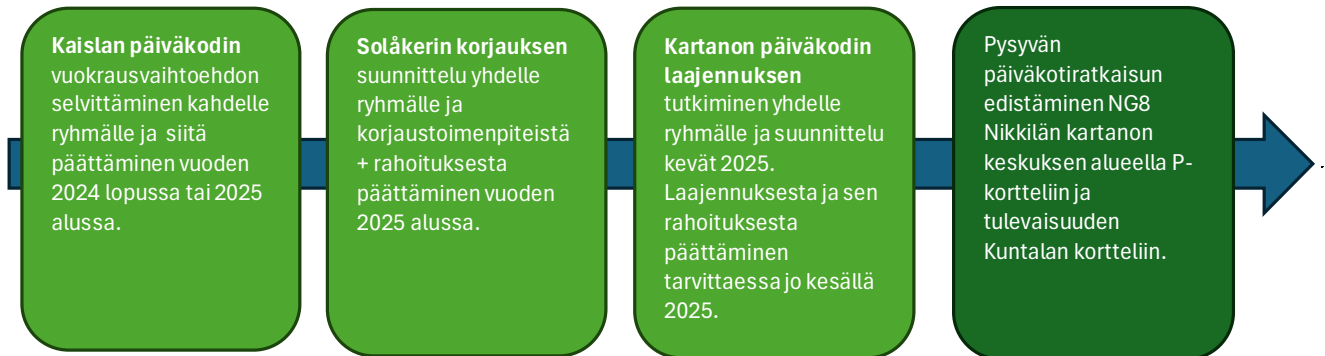 Kaislan päiväkodin
vuokrausvaihtoehdon
selvittäminen kahdelle
ryhmälle ja siitä
päättäminen vuoden
2024 lopussa tai 2025
alussa.
Solåkerin korjauksen
suunnittelu yhdelle
ryhmälle ja
korjaustoimenpiteistä
+ rahoituksesta
päättäminen vuoden
2025 alussa.
Kartanon päiväkodin
laajennuksen
tutkiminen yhdelle
ryhmälle ja suunnittelu
kevät 2025.
Laajennuksesta ja sen
rahoituksesta
päättäminen
tarvittaessa jo kesällä
2025.
Pysyvän
päiväkotiratkaisun
edistäminen NG8
Nikkilän kartanon
keskuksen alueella P-
kortteliin ja
tulevaisuuden
Kuntalan kortteliin.